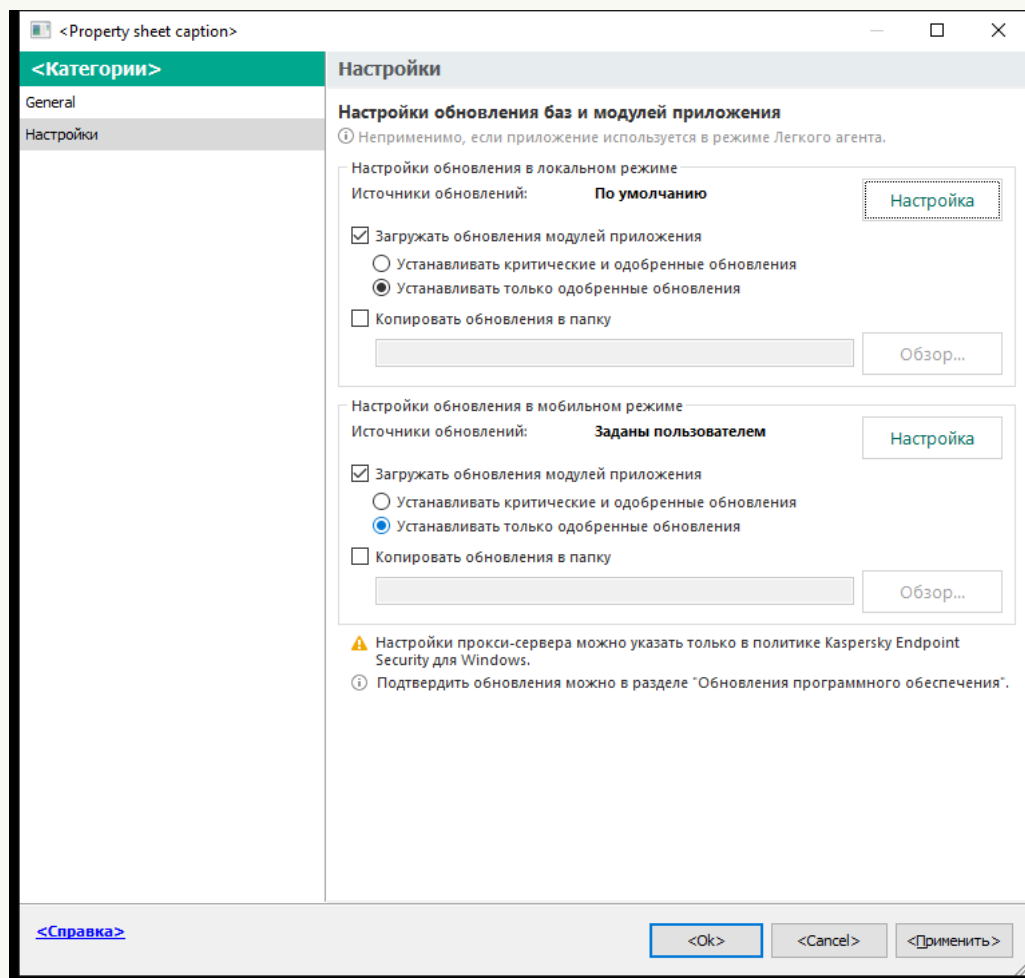 <Property sheet caption>
<Категории>
General
Настройки
Настройки
Настройки обновления баз и модулей приложения
Неприменимо, если приложение используется в режиме Легкого агента.
Настройки обновления в локальном режиме
Источники обновлений: По умолчанию Настройка
Загружать обновления модулей приложения
Устанавливать критические и одобренные обновления
Устанавливать только одобренные обновления
Копировать обновления в папку
Обзор...
Настройки обновления в мобильном режиме
Источники обновлений: Заданы пользователем Настройка
Загружать обновления модулей приложения
Устанавливать критические и одобренные обновления
Устанавливать только одобренные обновления
Копировать обновления в папку
Обзор...
Настройки прокси-сервера можно указать только в политике Kaspersky Endpoint
Security для Windows.
Подтвердить обновления можно в разделе "Обновления программного обеспечения".
<Справка> <Ok> <Cancel> <Применить>